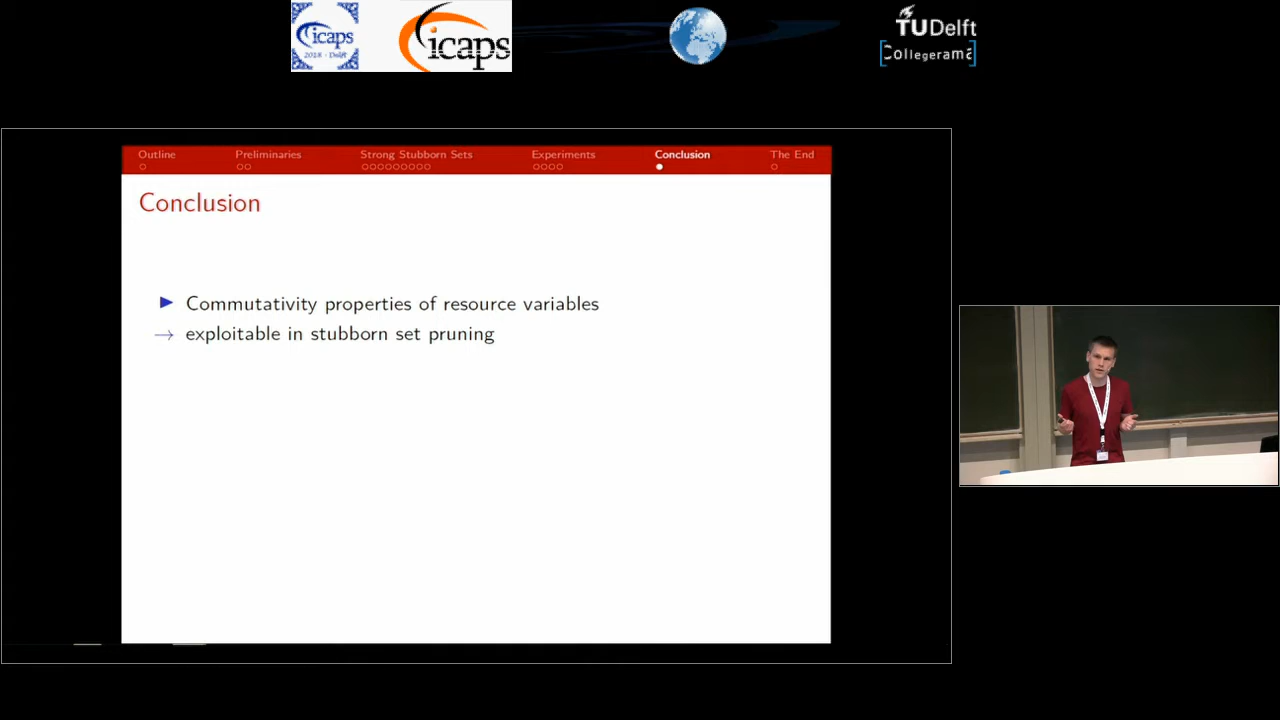 icaps
2018 - Delft
icaps
TUDelft
Collegerama
Outline
Preliminaries
Strong Stubborn Sets
Experiments
Conclusion
The End
Conclusion
Commutativity properties of resource variables
→ exploitable in stubborn set pruning